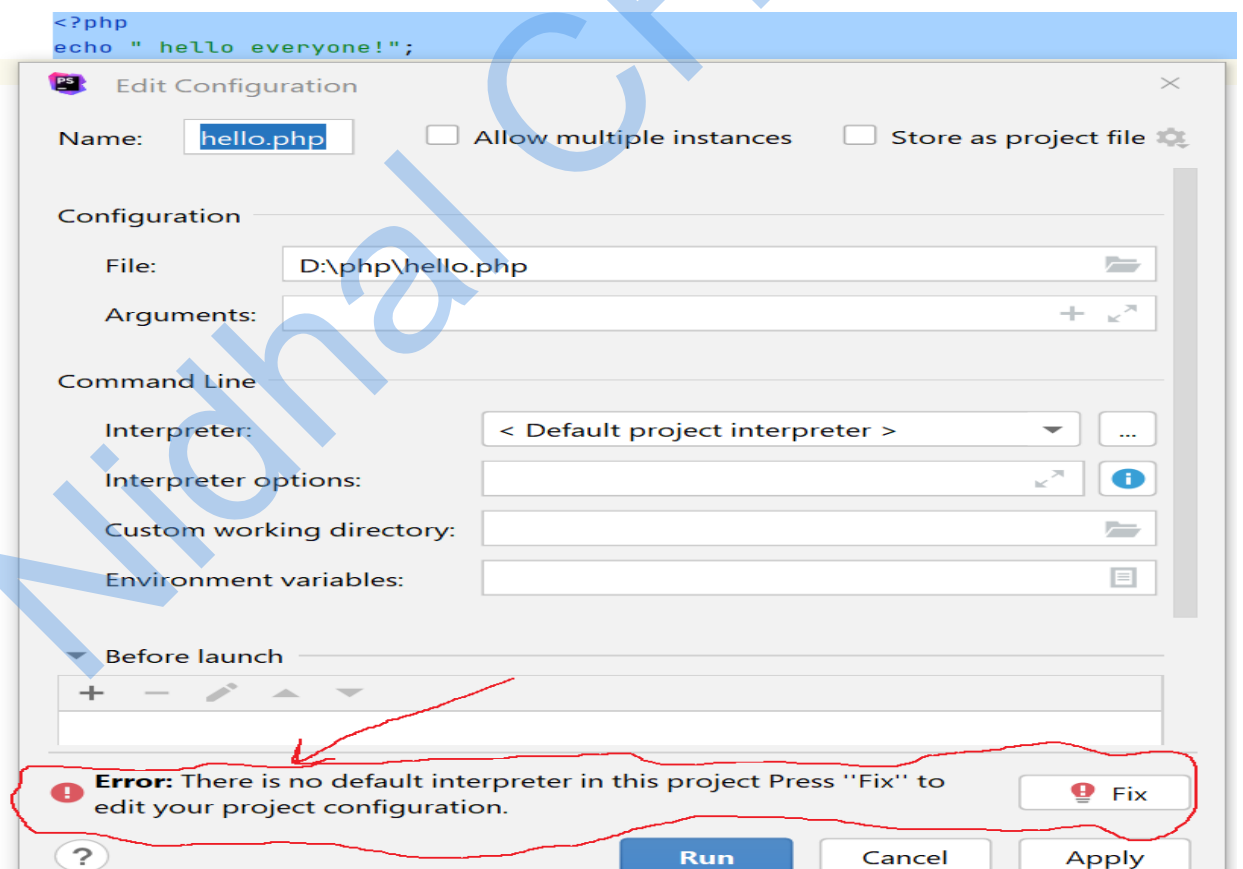 <?php
echo " hello everyone!";
PS Edit Configuration
Name: hello.php Allow multiple instances Store as project file
Configuration
File: D:\php\hello.php
Arguments:
Command Line
Interpreter: < Default project interpreter > ...
Interpreter options:
Custom working directory:
Environment variables:
Before launch
Error: There is no default interpreter in this project Press ''Fix'' to
edit your project configuration.
Fix
? Run Cancel Apply
Nidhal